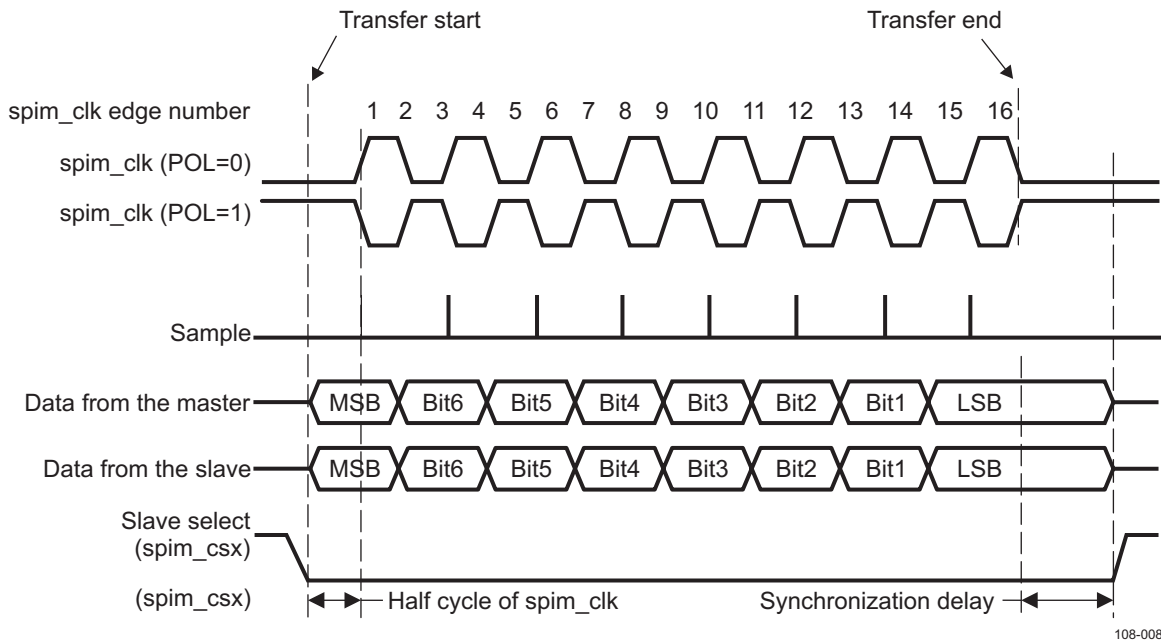 Transfer start
Transfer end
spim_clk edge number 1 2 3 4 5 6 7 8 9 10 11 12 13 14 15 16
spim_clk (POL=0)
spim_clk (POL=1)
Sample
Data from the master MSB Bit6 Bit5 Bit4 Bit3 Bit2 Bit1 LSB
Data from the slave MSB Bit6 Bit5 Bit4 Bit3 Bit2 Bit1 LSB
Slave select
(spim_csx)
(spim_csx) Half cycle of spim_clk Synchronization delay
108-008